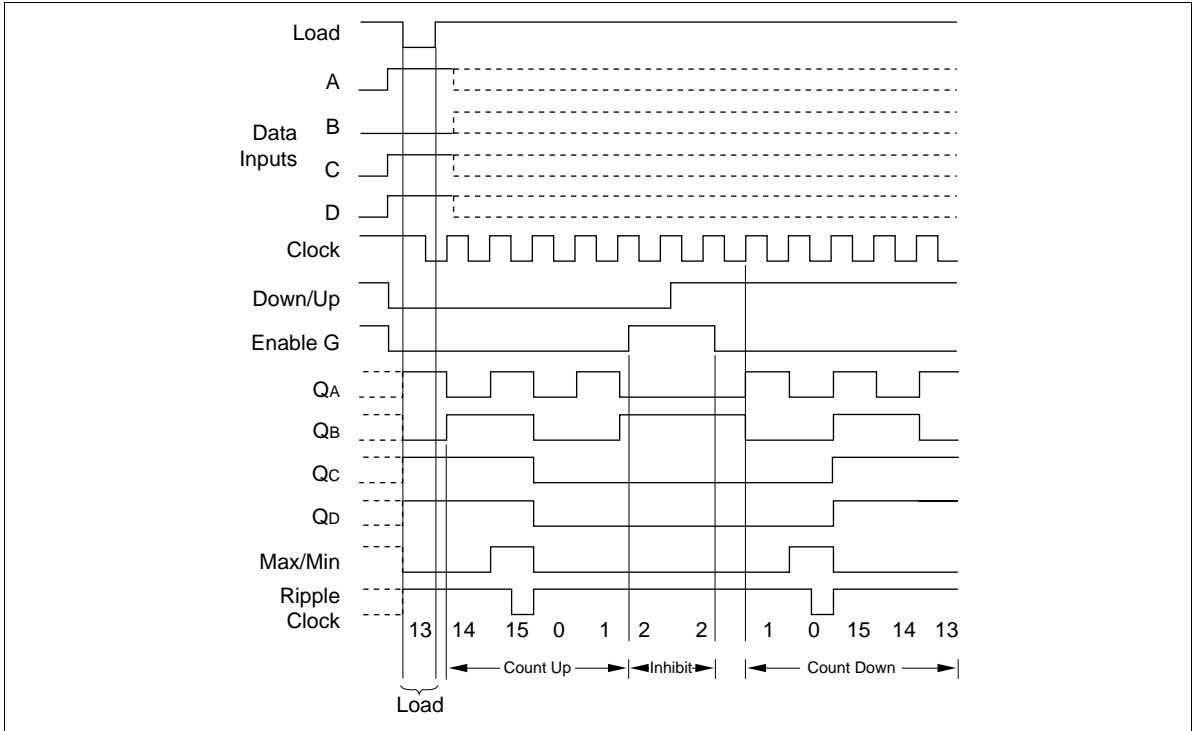 Load
A
Data
Inputs
B
C
D
Clock
Down/Up
Enable G
QA
QB
QC
QD
Max/Min
Ripple
Clock
13 14 15 0 1 2 2 1 0 15 14 13
Count Up Inhibit Count Down
Load